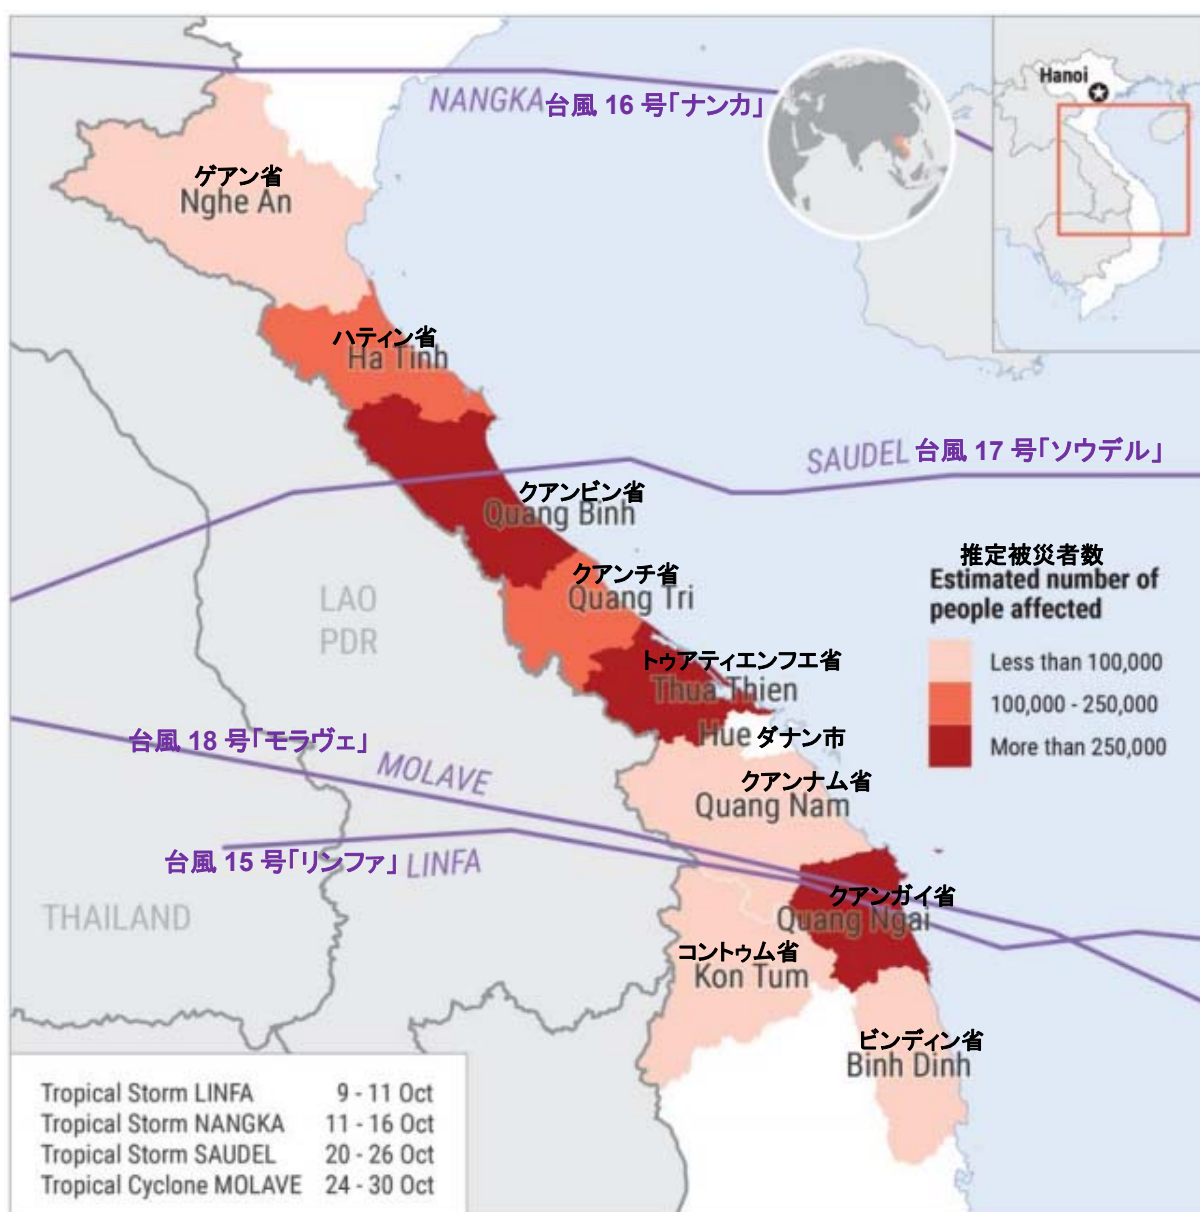 NANGKA 台風 16 号「ナンカ」
Hanoi
ゲアン省
Nghe An
ハティン省
Ha Tinh
SAUDEL 台風 17 号「ソウデル」
クアンビン省
Quang Binh
クアンチ省
Quang Tri
推定被災者数
Estimated number of
people affected
Less than 100,000
100,000 - 250,000
More than 250,000
LAO
PDR
トゥアティエンフエ省
Thua Thien
Hue
ダナン市
台風 18 号「モラヴェ」
MOLAVE
クアンナム省
Quang Nam
台風 15 号「リンファ」 LINFA
クアンガイ省
Quang Ngai
THAILAND
コントゥム省
Kon Tum
ビンディン省
Binh Dinh
Tropical Storm LINFA 9 - 11 Oct
Tropical Storm NANGKA 11 - 16 Oct
Tropical Storm SAUDEL 20 - 26 Oct
Tropical Cyclone MOLAVE 24 - 30 Oct